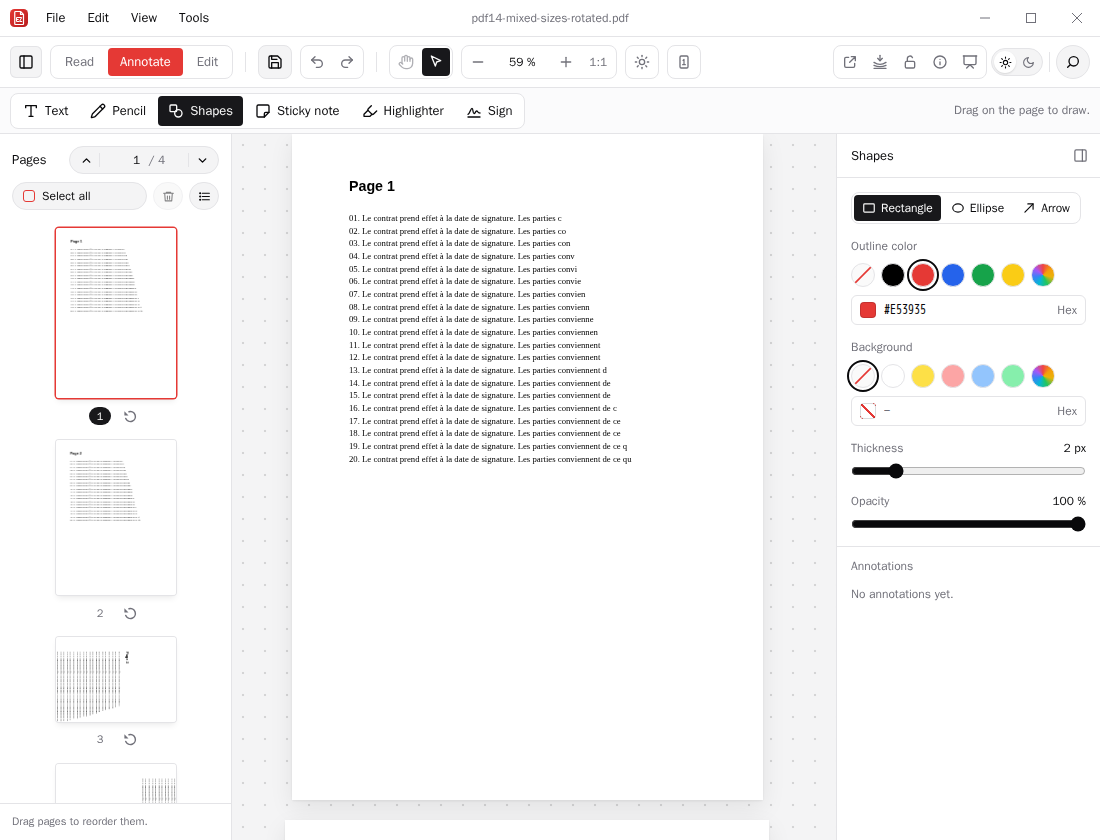 File Edit View Tools
pdf14-mixed-sizes-rotated.pdf
Read Annotate Edit
59 %
1:1
Text Pencil Shapes Sticky note Highlighter Sign
Drag on the page to draw.
Pages
1 / 4
Select all
1
2
3
Drag pages to reorder them.
Page 1
01. Le contrat prend effet à la date de signature. Les parties c
02. Le contrat prend effet à la date de signature. Les parties co
03. Le contrat prend effet à la date de signature. Les parties con
04. Le contrat prend effet à la date de signature. Les parties conv
05. Le contrat prend effet à la date de signature. Les parties convi
06. Le contrat prend effet à la date de signature. Les parties convie
07. Le contrat prend effet à la date de signature. Les parties convien
08. Le contrat prend effet à la date de signature. Les parties convienn
09. Le contrat prend effet à la date de signature. Les parties convienne
10. Le contrat prend effet à la date de signature. Les parties conviennen
11. Le contrat prend effet à la date de signature. Les parties conviennent
12. Le contrat prend effet à la date de signature. Les parties conviennent
13. Le contrat prend effet à la date de signature. Les parties conviennent d
14. Le contrat prend effet à la date de signature. Les parties conviennent de
15. Le contrat prend effet à la date de signature. Les parties conviennent de
16. Le contrat prend effet à la date de signature. Les parties conviennent de c
17. Le contrat prend effet à la date de signature. Les parties conviennent de ce
18. Le contrat prend effet à la date de signature. Les parties conviennent de ce
19. Le contrat prend effet à la date de signature. Les parties conviennent de ce q
20. Le contrat prend effet à la date de signature. Les parties conviennent de ce qu
Shapes
Rectangle Ellipse Arrow
Outline color
#E53935 Hex
Background
– Hex
Thickness 2 px
Opacity 100 %
Annotations
No annotations yet.